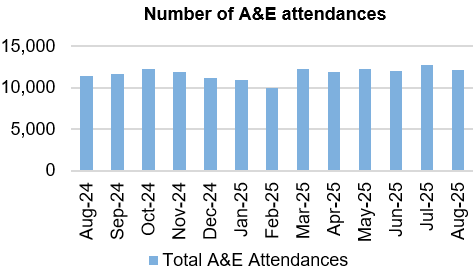 Number of A&E attendances
15,000
10,000
5,000
0
Aug-24
Sep-24
Oct-24
Nov-24
Dec-24
Jan-25
Feb-25
Mar-25
Apr-25
May-25
Jun-25
Jul-25
Aug-25
Total A&E Attendances